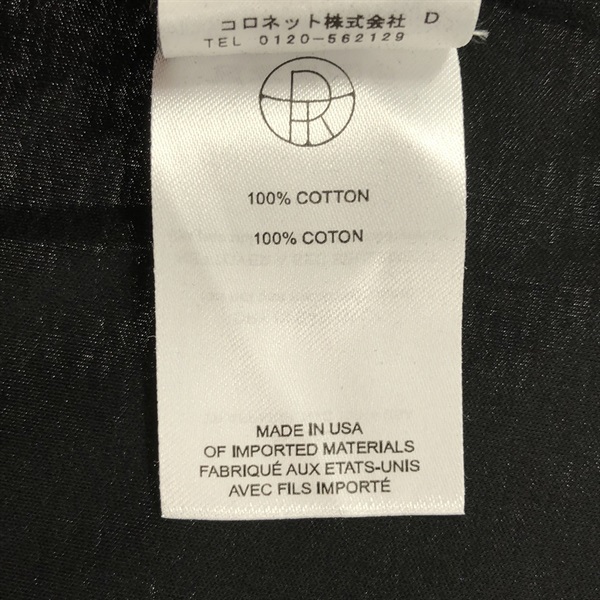 コロネット株式会社 D
TEL 0120-562129
100% COTTON
100% COTON
MADE IN USA
OF IMPORTED MATERIALS
FABRIQUÉ AUX ETATS-UNIS
AVEC FILS IMPORTÉ